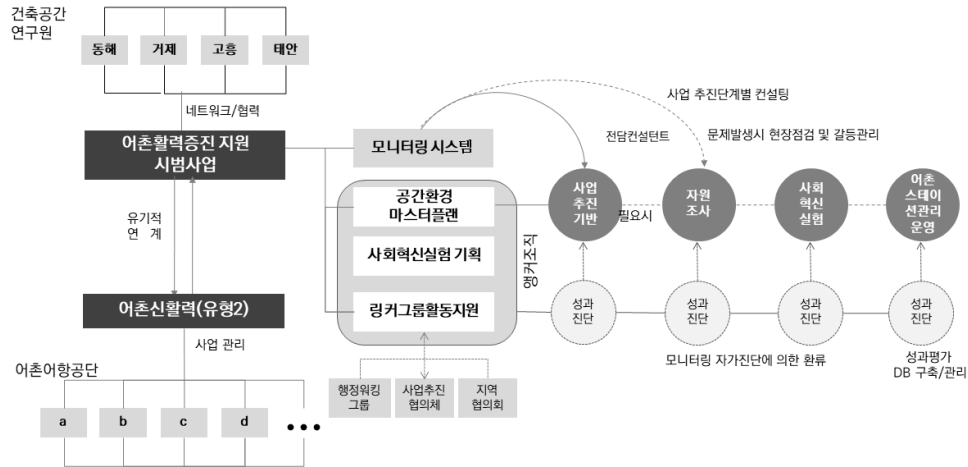 건축공간
연구원
동해
거제
고흥
태안
네트워크/협력
어촌활력증진 지원
시범사업
유기적
연 계
어촌신활력(유형2)
사업 관리
어촌어항공단
a
b
c
d
•••
모니터링 시스템
공간환경
마스터플랜
사회혁신실험 기획
링커그룹활동지원
앵커조직
행정워킹
그룹
사업추진
협의체
지역
협의회
사업 추진단계별 컨설팅
전담컨설턴트
문제발생시 현장점검 및 갈등관리
사업
추진
기반
필요시
자원
조사
사회
혁신
실험
어촌
스테이
션관리
운영
성과
진단
성과
진단
성과
진단
성과
진단
모니터링 자가진단에 의한 환류
성과평가
DB 구축/관리